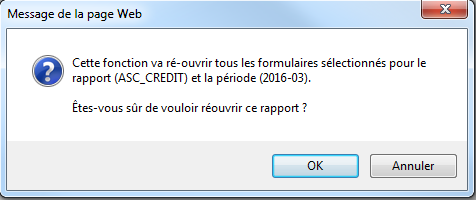 Message de la page Web
Cette fonction va ré-ouvrir tous les formulaires sélectionnés pour le
rapport (ASC_CREDIT) et la période (2016-03).
Êtes-vous sûr de vouloir réouvrir ce rapport ?
OK
Annuler